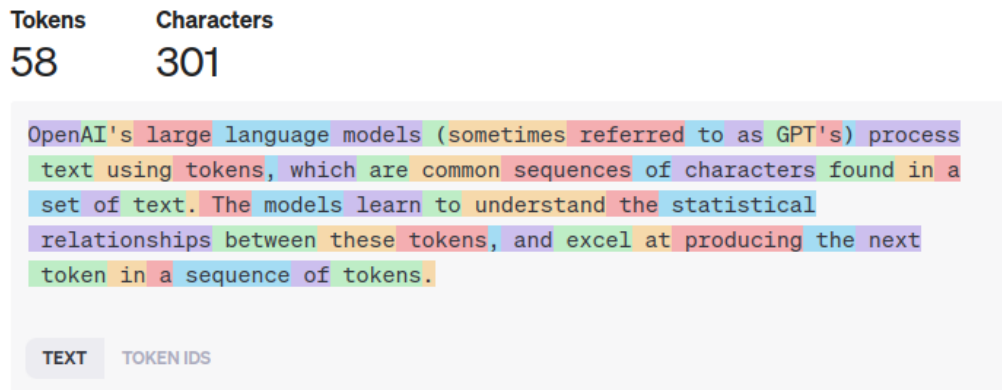 Tokens Characters
58 301
OpenAI's large language models (sometimes referred to as GPT's) process
text using tokens, which are common sequences of characters found in a
set of text. The models learn to understand the statistical
relationships between these tokens, and excel at producing the next
token in a sequence of tokens.
TEXT TOKEN IDS